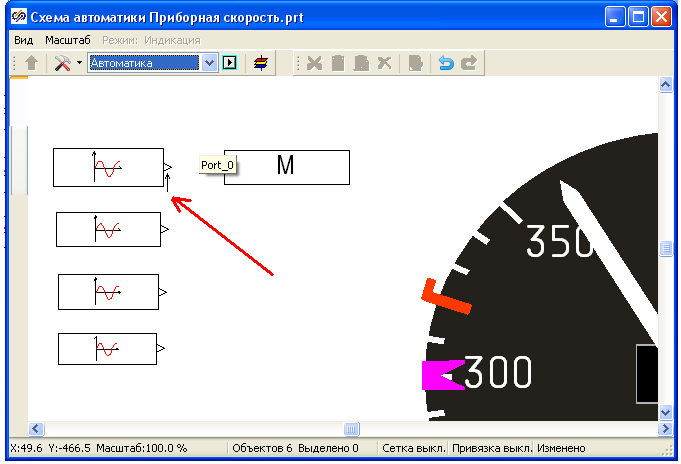 Схема автоматики Приборная скорость.prt
Вид Масштаб Режим: Индикация
Автоматика
Port_0
M
350
300
X:49.6 Y:-466.5 Масштаб:100.0 % Объектов 6 Выделено 0 Сетка выкл. Привязка выкл. Изменено